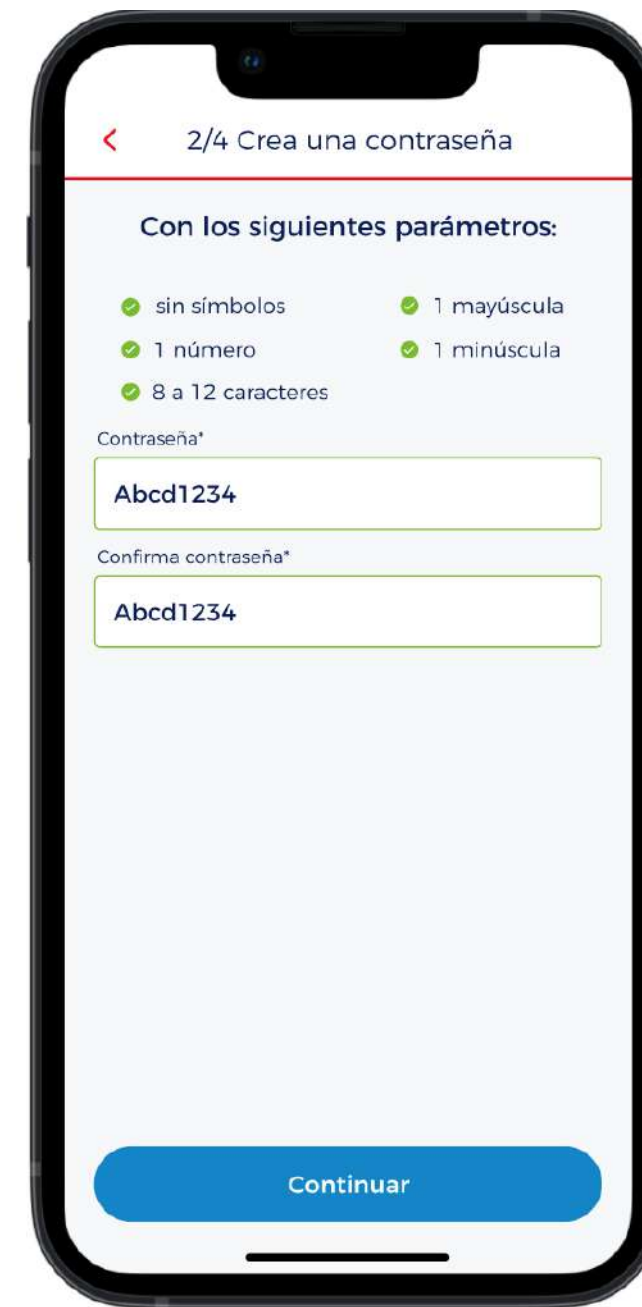 2/4 Crea una contraseña
Con los siguientes parámetros:
sin símbolos
1 mayúscula
1 número
1 minúscula
8 a 12 caracteres
Contraseña*
Abcd1234
Confirma contraseña*
Abcd1234
Continuar